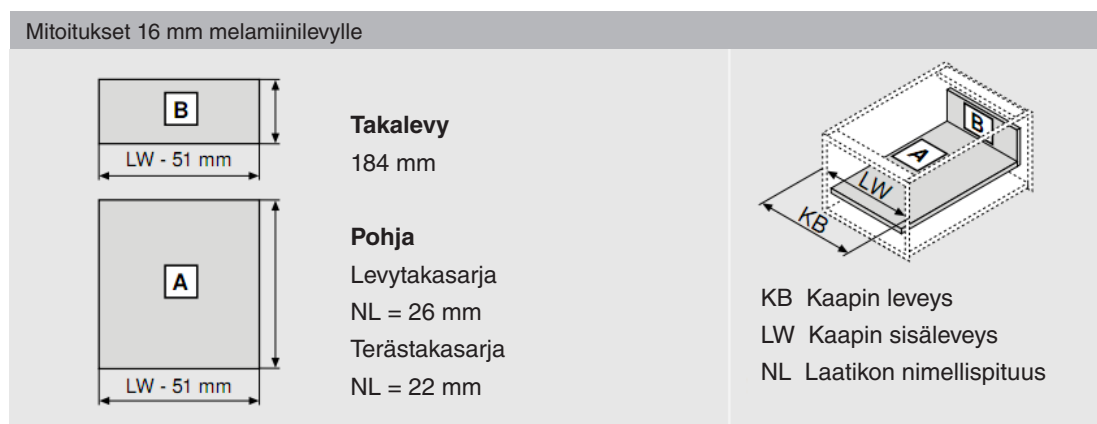 Mitoitukset 16 mm melamiinilevylle
B
LW - 51 mm
Takalevy
184 mm
A
LW - 51 mm
Pohja
Levytakasarja
NL = 26 mm
Terästakasarja
NL = 22 mm
B
A
LW
KB
KB Kaapin leveys
LW Kaapin sisäleveys
NL Laatikon nimellispituus